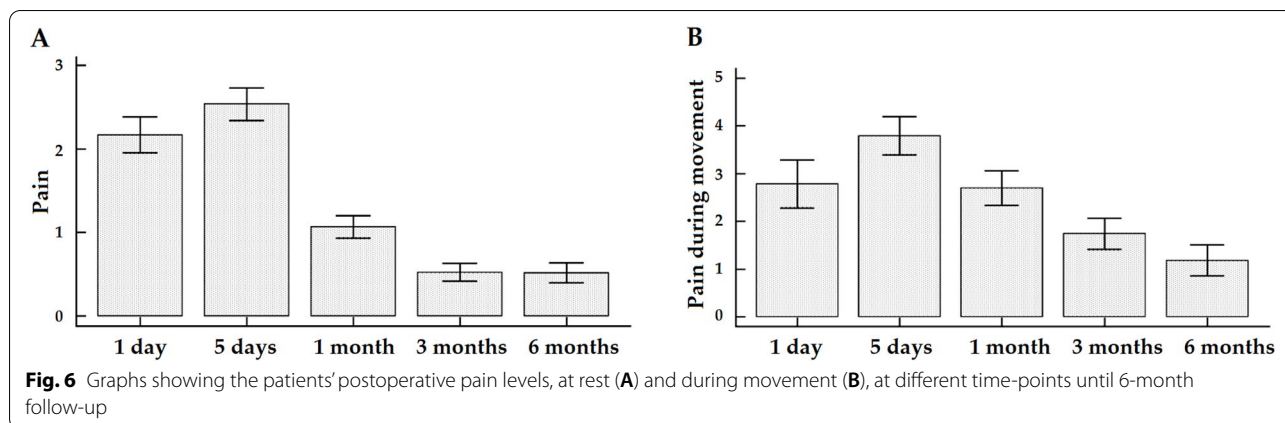 A
3
2
1
0
Pain
1 day 5 days 1 month 3 months 6 months
B
5
4
3
2
1
0
Pain during movement
1 day 5 days 1 month 3 months 6 months
Fig. 6 Graphs showing the patients’ postoperative pain levels, at rest (A) and during movement (B), at different time-points until 6-month
follow-up